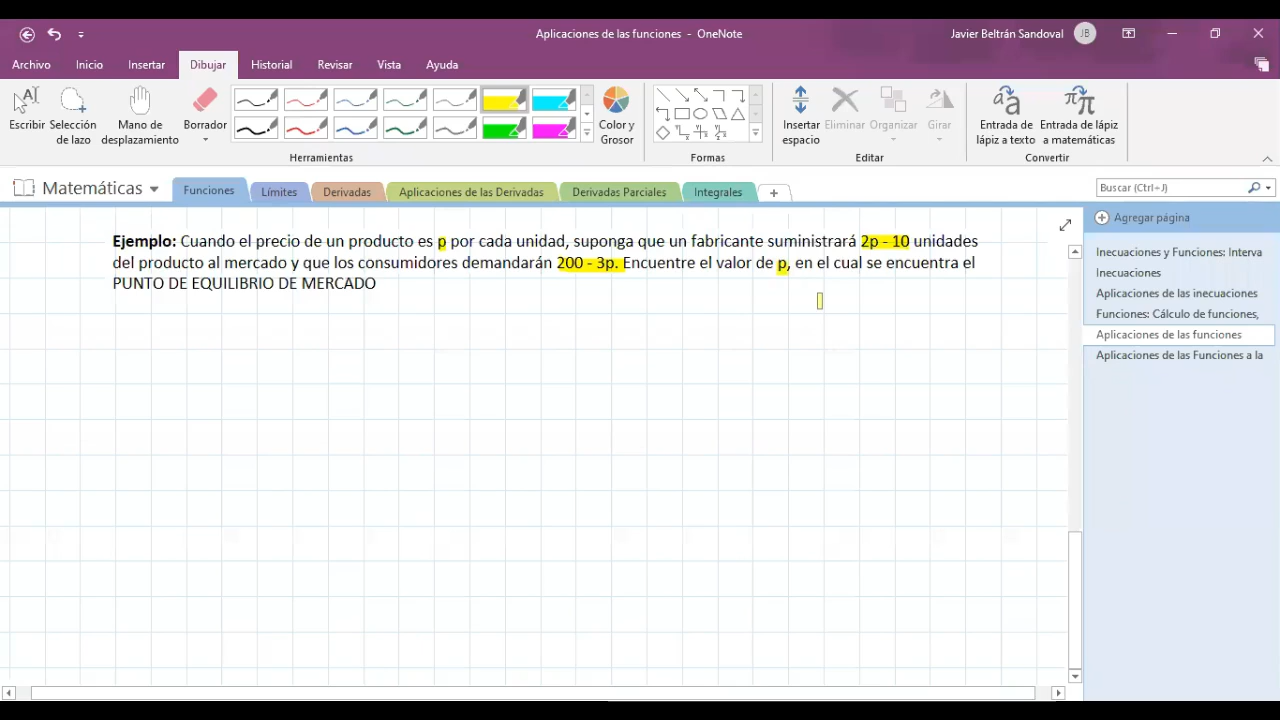 Aplicaciones de las funciones - OneNote
Javier Beltrán Sandoval JB
Archivo Inicio Insertar Dibujar Historial Revisar Vista Ayuda
Escribir Selección de lazo Mano de desplazamiento Borrador Color y Grosor Insertar espacio Eliminar Organizar Girar Entrada de lápiz a texto Entrada de lápiz a matemáticas
Herramientas Formas Editar Convertir
Matemáticas Funciones Límites Derivadas Aplicaciones de las Derivadas Derivadas Parciales Integrales + Buscar (Ctrl+J)
Agregar página
Ejemplo: Cuando el precio de un producto es p por cada unidad, suponga que un fabricante suministrará 2p - 10 unidades
del producto al mercado y que los consumidores demandarán 200 - 3p. Encuentre el valor de p, en el cual se encuentra el
PUNTO DE EQUILIBRIO DE MERCADO
Inecuaciones y Funciones: Interva
Inecuaciones
Aplicaciones de las inecuaciones
Funciones: Cálculo de funciones,
Aplicaciones de las funciones
Aplicaciones de las Funciones a la